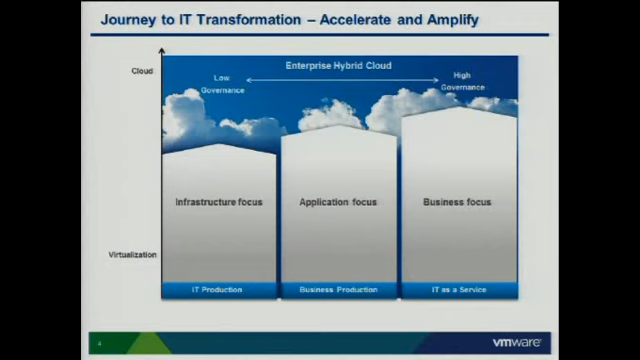 Journey to IT Transformation – Accelerate and Amplify
Cloud
Enterprise Hybrid Cloud
Low
Governance
High
Governance
Infrastructure focus
Application focus
Business focus
Virtualization
IT Production
Business Production
IT as a Service
4
vmware